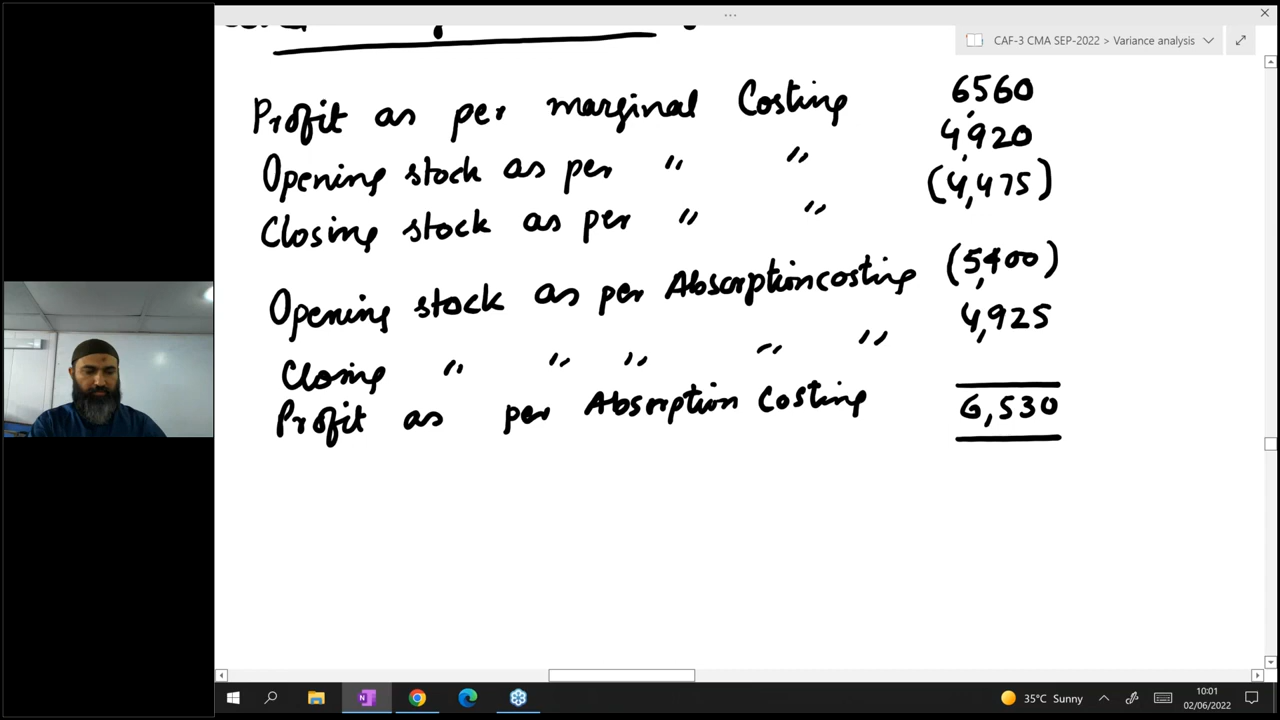 CAF-3 CMA SEP-2022 > Variance analysis
Profit as per marginal Costing 6560
Opening stock as per " " 4,920
Closing stock as per " " (4,475)
Opening stock as per Absorption costing (5,400)
Closing " " " " " 4,925
Profit as per Absorption Costing 6,530
35°C Sunny
10:01
02/06/2022